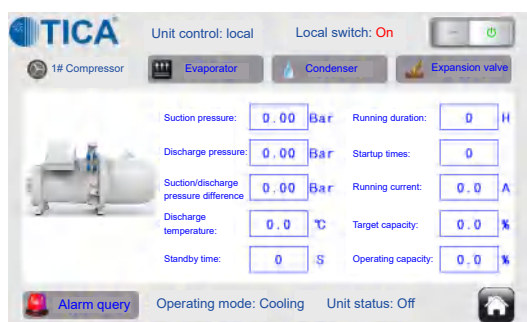 TICA
Unit control: local
Local switch: On
1# Compressor
Evaporator
Condenser
Expansion valve
Suction pressure: 0.00 Bar
Running duration: 0 H
Discharge pressure: 0.00 Bar
Startup times: 0
Suction/discharge
pressure difference 0.00 Bar
Running current: 0.0 A
Discharge
temperature: 0.0 ℃
Target capacity: 0.0 %
Standby time: 0 S
Operating capacity: 0.0 %
Alarm query
Operating mode: Cooling
Unit status: Off